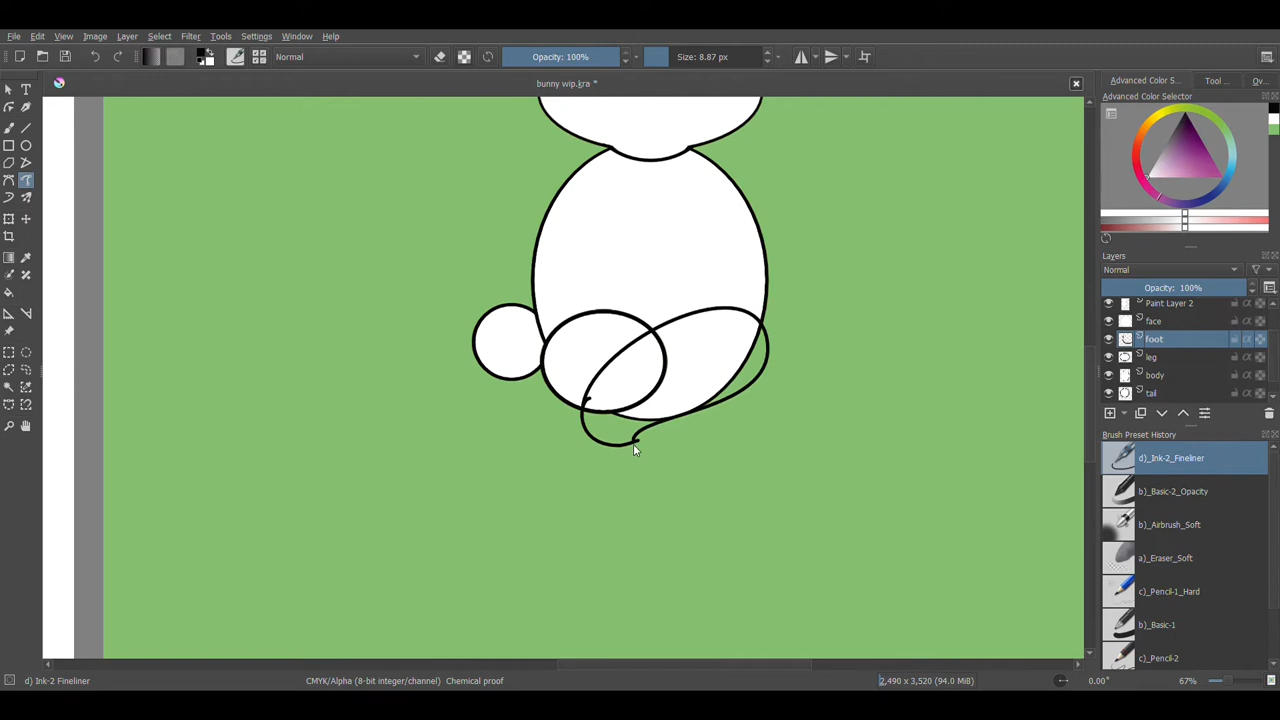 File Edit View Image Layer Select Filter Tools Settings Window Help
Normal
Opacity: 100%
Size: 8.87 px
bunny wip.kra *
Advanced Color S...
Tool ...
Ov...
Advanced Color Selector
Layers
Normal
Opacity: 100%
Paint Layer 2
face
foot
leg
body
tail
Brush Preset History
d)_Ink-2_Fineliner
b)_Basic-2_Opacity
b)_Airbrush_Soft
a)_Eraser_Soft
c)_Pencil-1_Hard
b)_Basic-1
c)_Pencil-2
d) Ink-2 Fineliner
CMYK/Alpha (8-bit integer/channel) Chemical proof
2,490 x 3,520 (94.0 MiB)
0.00°
67%